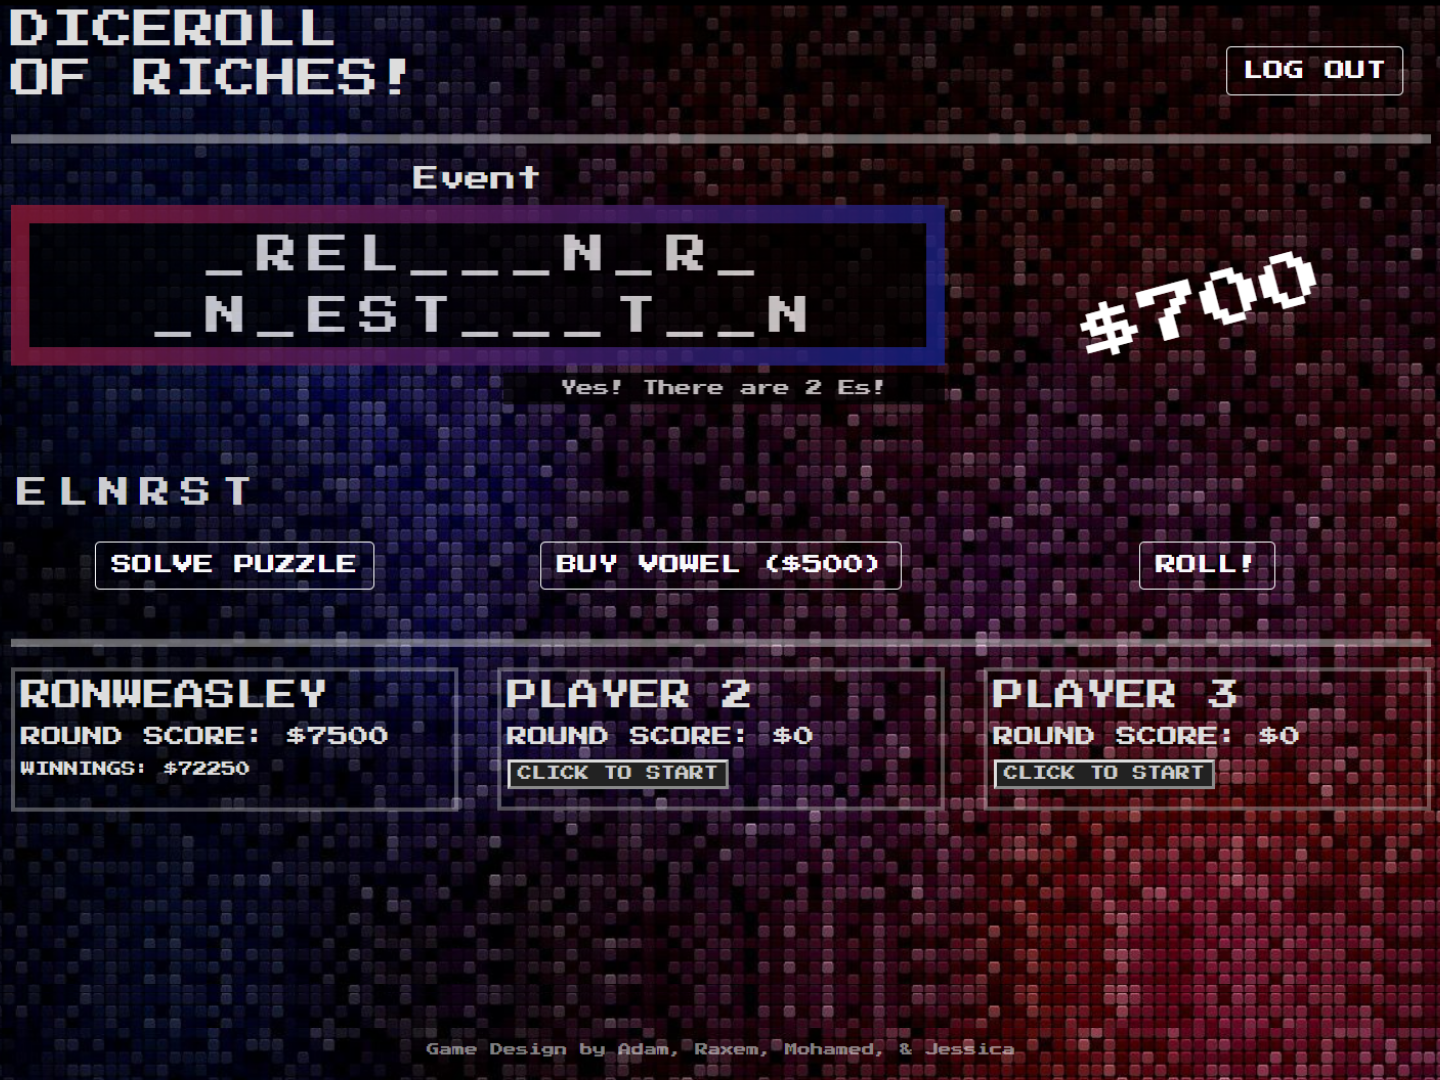 DICEROLL
OF RICHES!
LOG OUT
Event
_REL___N_R_
_N_EST___T__N
$700
Yes! There are 2 Es!
E L N R S T
SOLVE PUZZLE
BUY VOWEL ($500)
ROLL!
RONWEASLEY
ROUND SCORE: $7500
WINNINGS: $72250
PLAYER 2
ROUND SCORE: $0
CLICK TO START
PLAYER 3
ROUND SCORE: $0
CLICK TO START
Game Design by Adam, Raxem, Mohamed, & Jessica